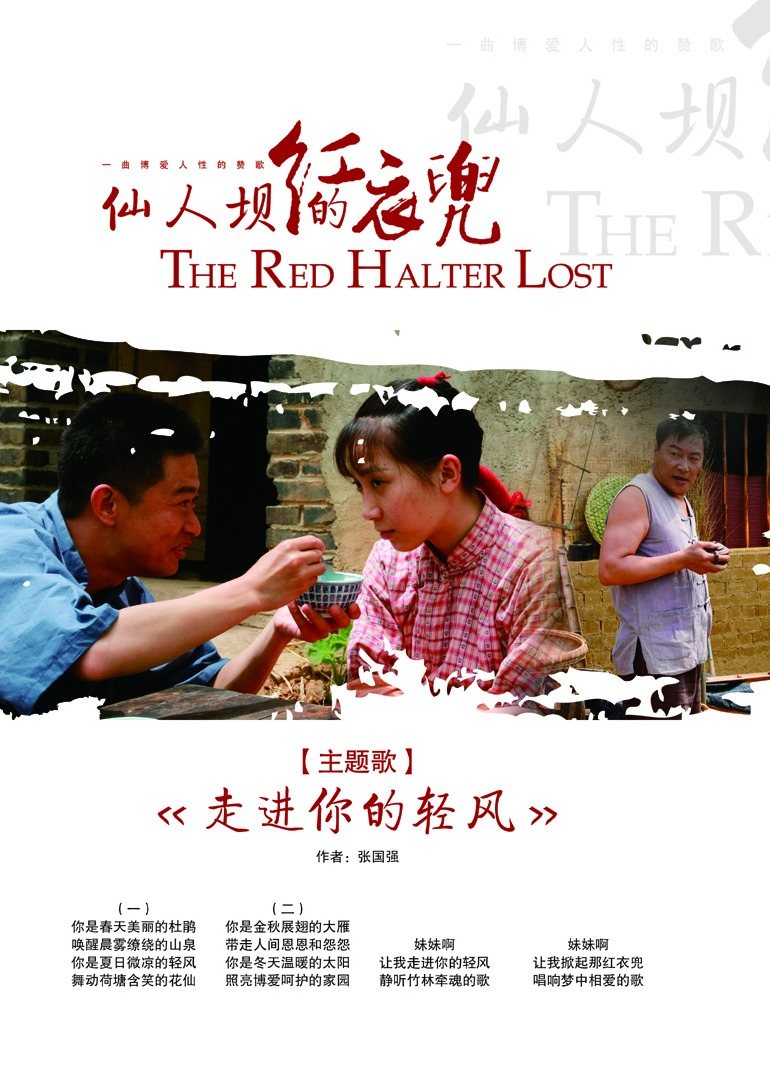 一曲博爱人性的赞歌
仙人坝
THE R
一曲博爱人性的赞歌
仙人坝红的衣兜
THE RED HALTER LOST
【主题歌】
《走进你的轻风》
作者：张国强
（一）
你是春天美丽的杜鹃
唤醒晨雾缭绕的山泉
你是夏日微凉的轻风
舞动荷塘含笑的花仙
（二）
你是金秋展翅的大雁
带走人间恩恩和怨怨
你是冬天温暖的太阳
照亮博爱呵护的家园
妹妹啊
让我走进你的轻风
静听竹林牵魂的歌
妹妹啊
让我掀起那红衣兜
唱响梦中相爱的歌